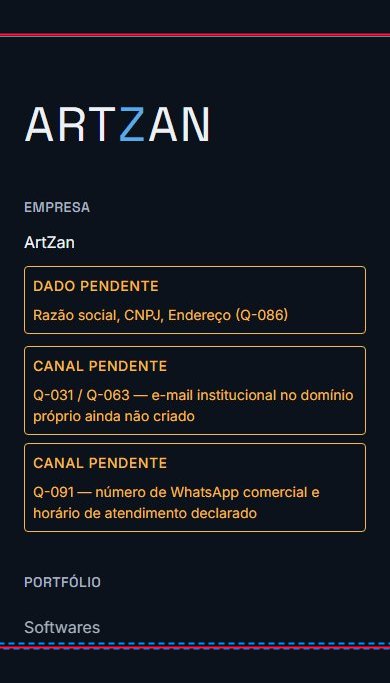 ARTZAN
EMPRESA
ArtZan
DADO PENDENTE
Razão social, CNPJ, Endereço (Q-086)
CANAL PENDENTE
Q-031 / Q-063 — e-mail institucional no domínio
próprio ainda não criado
CANAL PENDENTE
Q-091 — número de WhatsApp comercial e
horário de atendimento declarado
PORTFÓLIO
Softwares